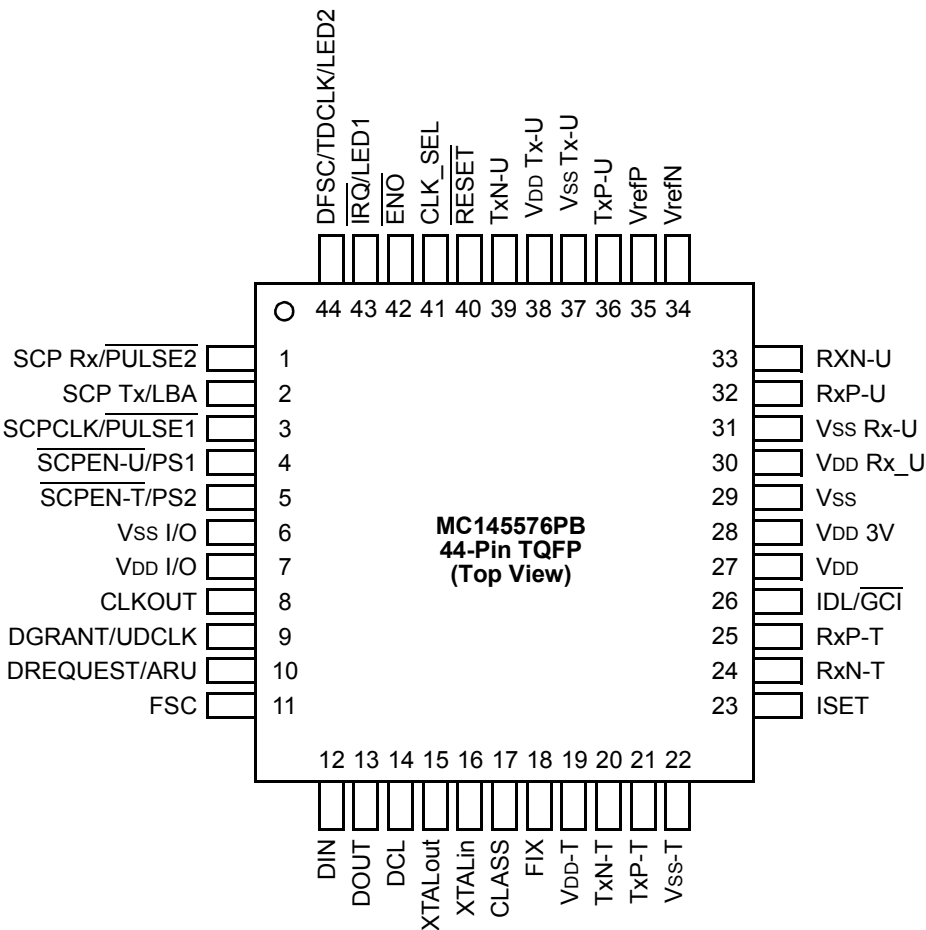 DFSC/TDCLK/LED2
IRQ/LED1
ENO
CLK_SEL
RESET
TxN-U
VDD Tx-U
Vss Tx-U
TxP-U
VrefP
VrefN
44 43 42 41 40 39 38 37 36 35 34
SCP Rx/PULSE2 1
SCP Tx/LBA 2
SCPCLK/PULSE1 3
SCPEN-U/PS1 4
SCPEN-T/PS2 5
Vss I/O 6
VDD I/O 7
CLKOUT 8
DGRANT/UDCLK 9
DREQUEST/ARU 10
FSC 11
MC145576PB
44-Pin TQFP
(Top View)
33 RXN-U
32 RxP-U
31 Vss Rx-U
30 VDD Rx_U
29 Vss
28 VDD 3V
27 VDD
26 IDL/GCI
25 RxP-T
24 RxN-T
23 ISET
12 13 14 15 16 17 18 19 20 21 22
DIN
DOUT
DCL
XTALout
XTALin
CLASS
FIX
VDD-T
TxN-T
TxP-T
Vss-T